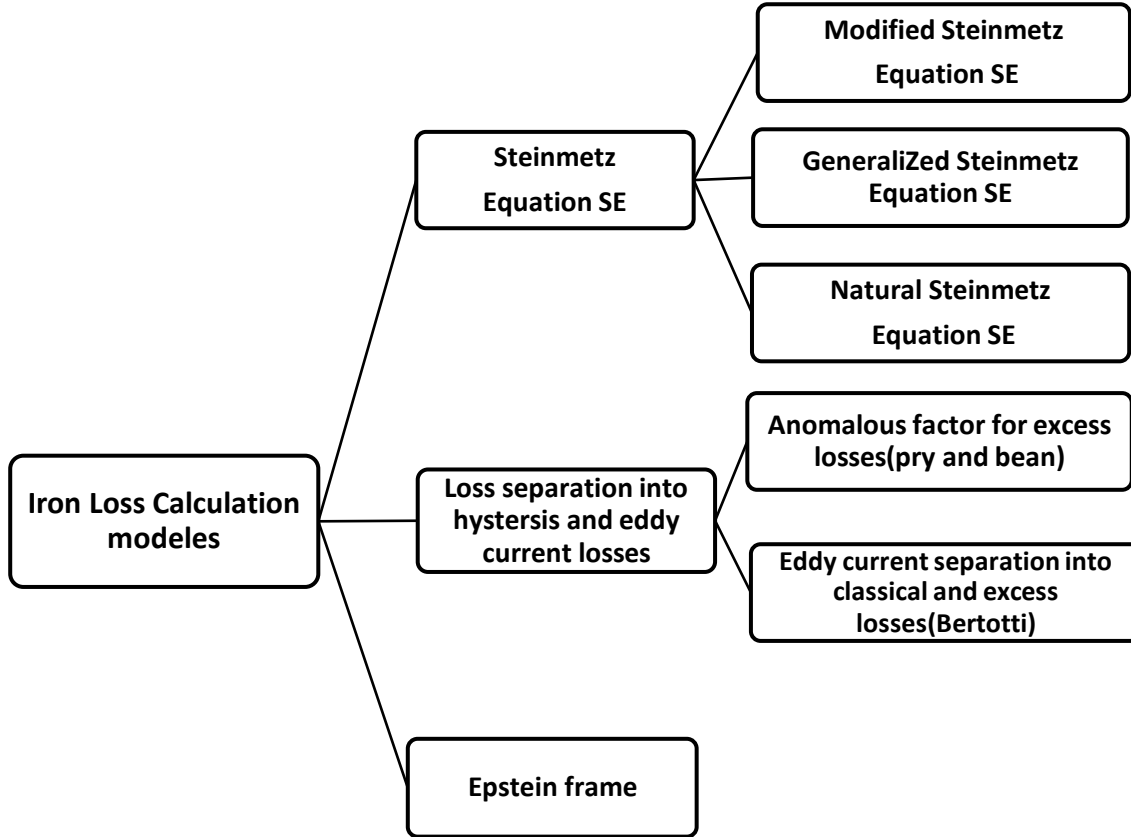 Modified Steinmetz
Equation SE
Steinmetz
Equation SE
GeneraliZed Steinmetz
Equation SE
Natural Steinmetz
Equation SE
Iron Loss Calculation
modeles
Loss separation into
hystersis and eddy
current losses
Anomalous factor for excess
losses(pry and bean)
Eddy current separation into
classical and excess
losses(Bertotti)
Epstein frame